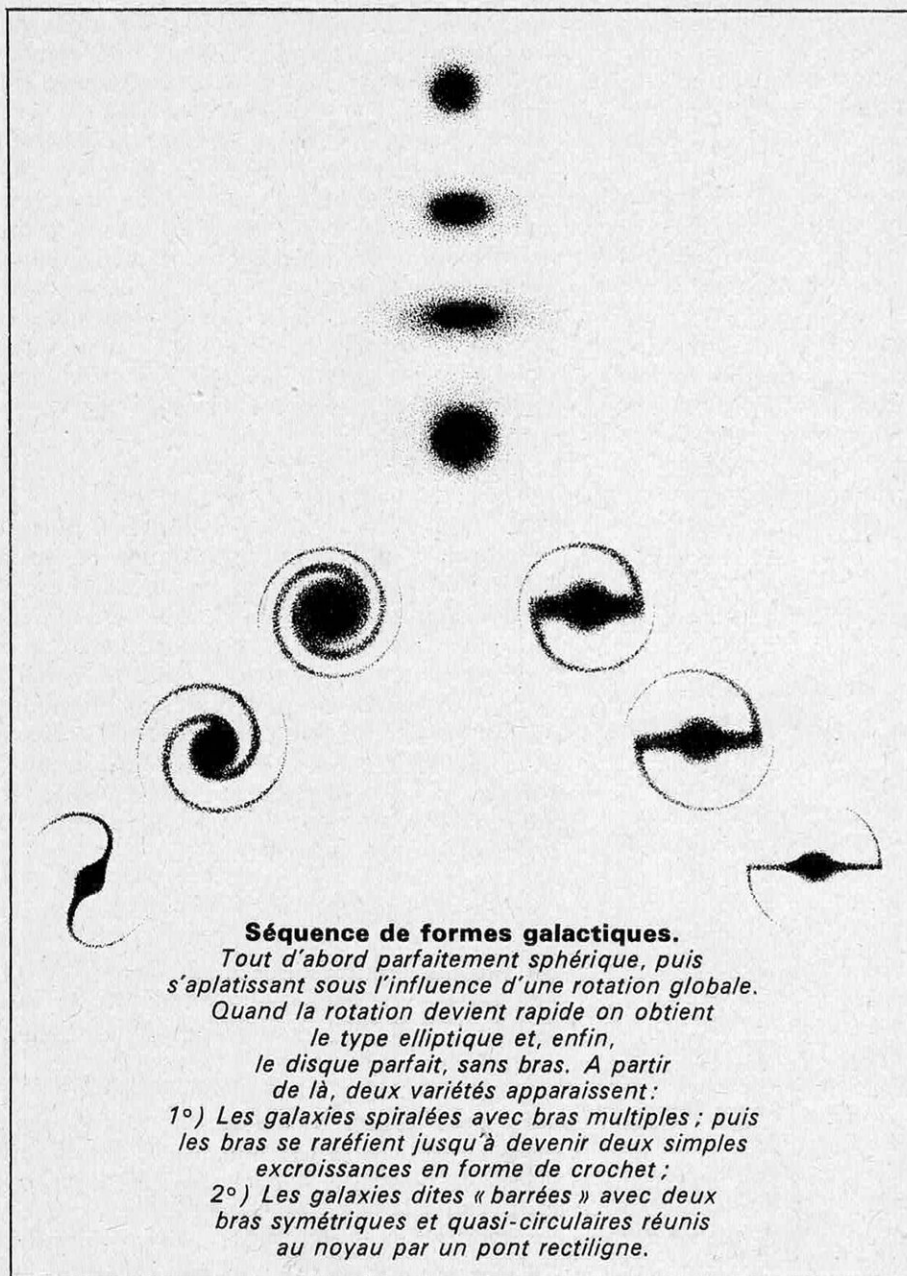 Séquence de formes galactiques.
Tout d'abord parfaitement sphérique, puis
s'aplatissant sous l'influence d'une rotation globale.
Quand la rotation devient rapide on obtient
le type elliptique et, enfin,
le disque parfait, sans bras. A partir
de là, deux variétés apparaissent :
1°) Les galaxies spiralées avec bras multiples ; puis
les bras se raréfient jusqu'à devenir deux simples
excroissances en forme de crochet ;
2°) Les galaxies dites « barrées » avec deux
bras symétriques et quasi-circulaires réunis
au noyau par un pont rectiligne.